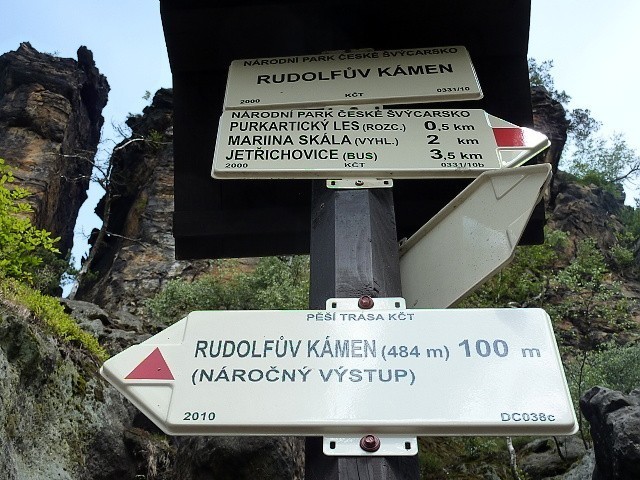 NÁRODNÍ PARK ČESKÉ ŠVÝCARSKO
RUDOLFŮV KÁMEN
2000 KČT 0331/10
NÁRODNÍ PARK ČESKÉ ŠVÝCARSKO
PURKARTICKÝ LES (ROZC.) 0,5 km
MARIINA SKÁLA (VYHL.) 2 km
JETŘICHOVICE (BUS) 3,5 km
2000 KČT 0331/10b
PĚŠÍ TRASA KČT
RUDOLFŮV KÁMEN (484 m) 100 m
(NÁROČNÝ VÝSTUP)
2010 DC038c